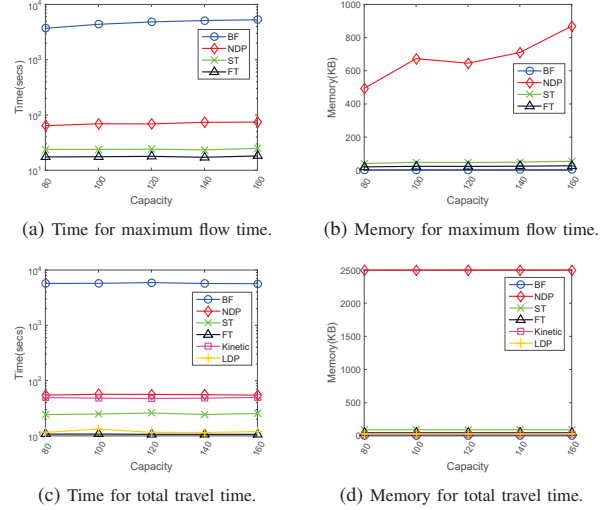 10^4
10^3
10^2
10^1
Time(secs)
80
100
120
140
160
Capacity
BF
NDP
ST
FT
(a) Time for maximum flow time.
1000
800
600
400
200
0
Memory(KB)
80
100
120
140
160
Capacity
BF
NDP
ST
FT
(b) Memory for maximum flow time.
10^4
10^3
10^2
10^1
Time(secs)
80
100
120
140
160
Capacity
BF
NDP
ST
FT
Kinetic
LDP
(c) Time for total travel time.
2500
2000
1500
1000
500
0
Memory(KB)
80
100
120
140
160
Capacity
BF
NDP
ST
FT
Kinetic
LDP
(d) Memory for total travel time.